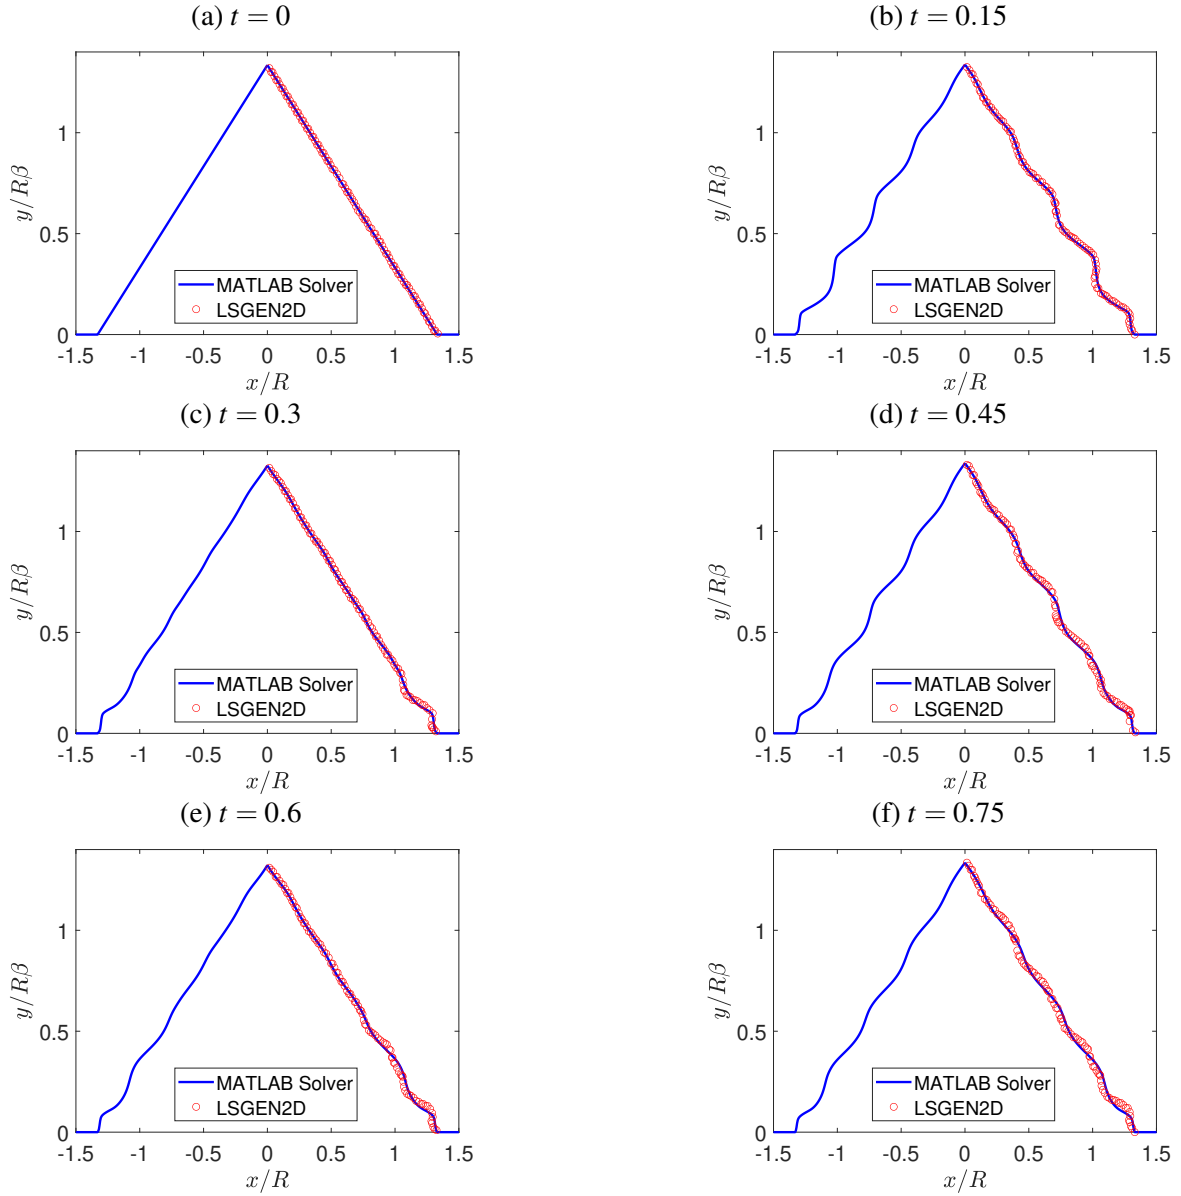 (a) t = 0
(b) t = 0.15
y/Rβ
1
0.5
0
MATLAB Solver
LSGEN2D
-1.5 -1 -0.5 0 0.5 1 1.5
x/R
y/Rβ
1
0.5
0
MATLAB Solver
LSGEN2D
-1.5 -1 -0.5 0 0.5 1 1.5
x/R
(c) t = 0.3
(d) t = 0.45
y/Rβ
1
0.5
0
MATLAB Solver
LSGEN2D
-1.5 -1 -0.5 0 0.5 1 1.5
x/R
y/Rβ
1
0.5
0
MATLAB Solver
LSGEN2D
-1.5 -1 -0.5 0 0.5 1 1.5
x/R
(e) t = 0.6
(f) t = 0.75
y/Rβ
1
0.5
0
MATLAB Solver
LSGEN2D
-1.5 -1 -0.5 0 0.5 1 1.5
x/R
y/Rβ
1
0.5
0
MATLAB Solver
LSGEN2D
-1.5 -1 -0.5 0 0.5 1 1.5
x/R